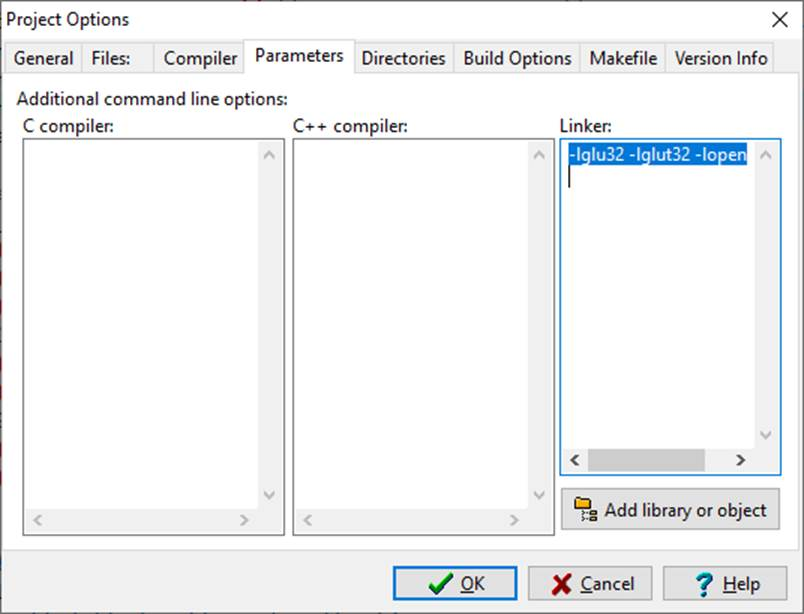 Project Options
General Files: Compiler Parameters Directories Build Options Makefile Version Info
Additional command line options:
C compiler: C++ compiler: Linker:
-lglu32 -lglut32 -lopen
Add library or object
OK Cancel Help